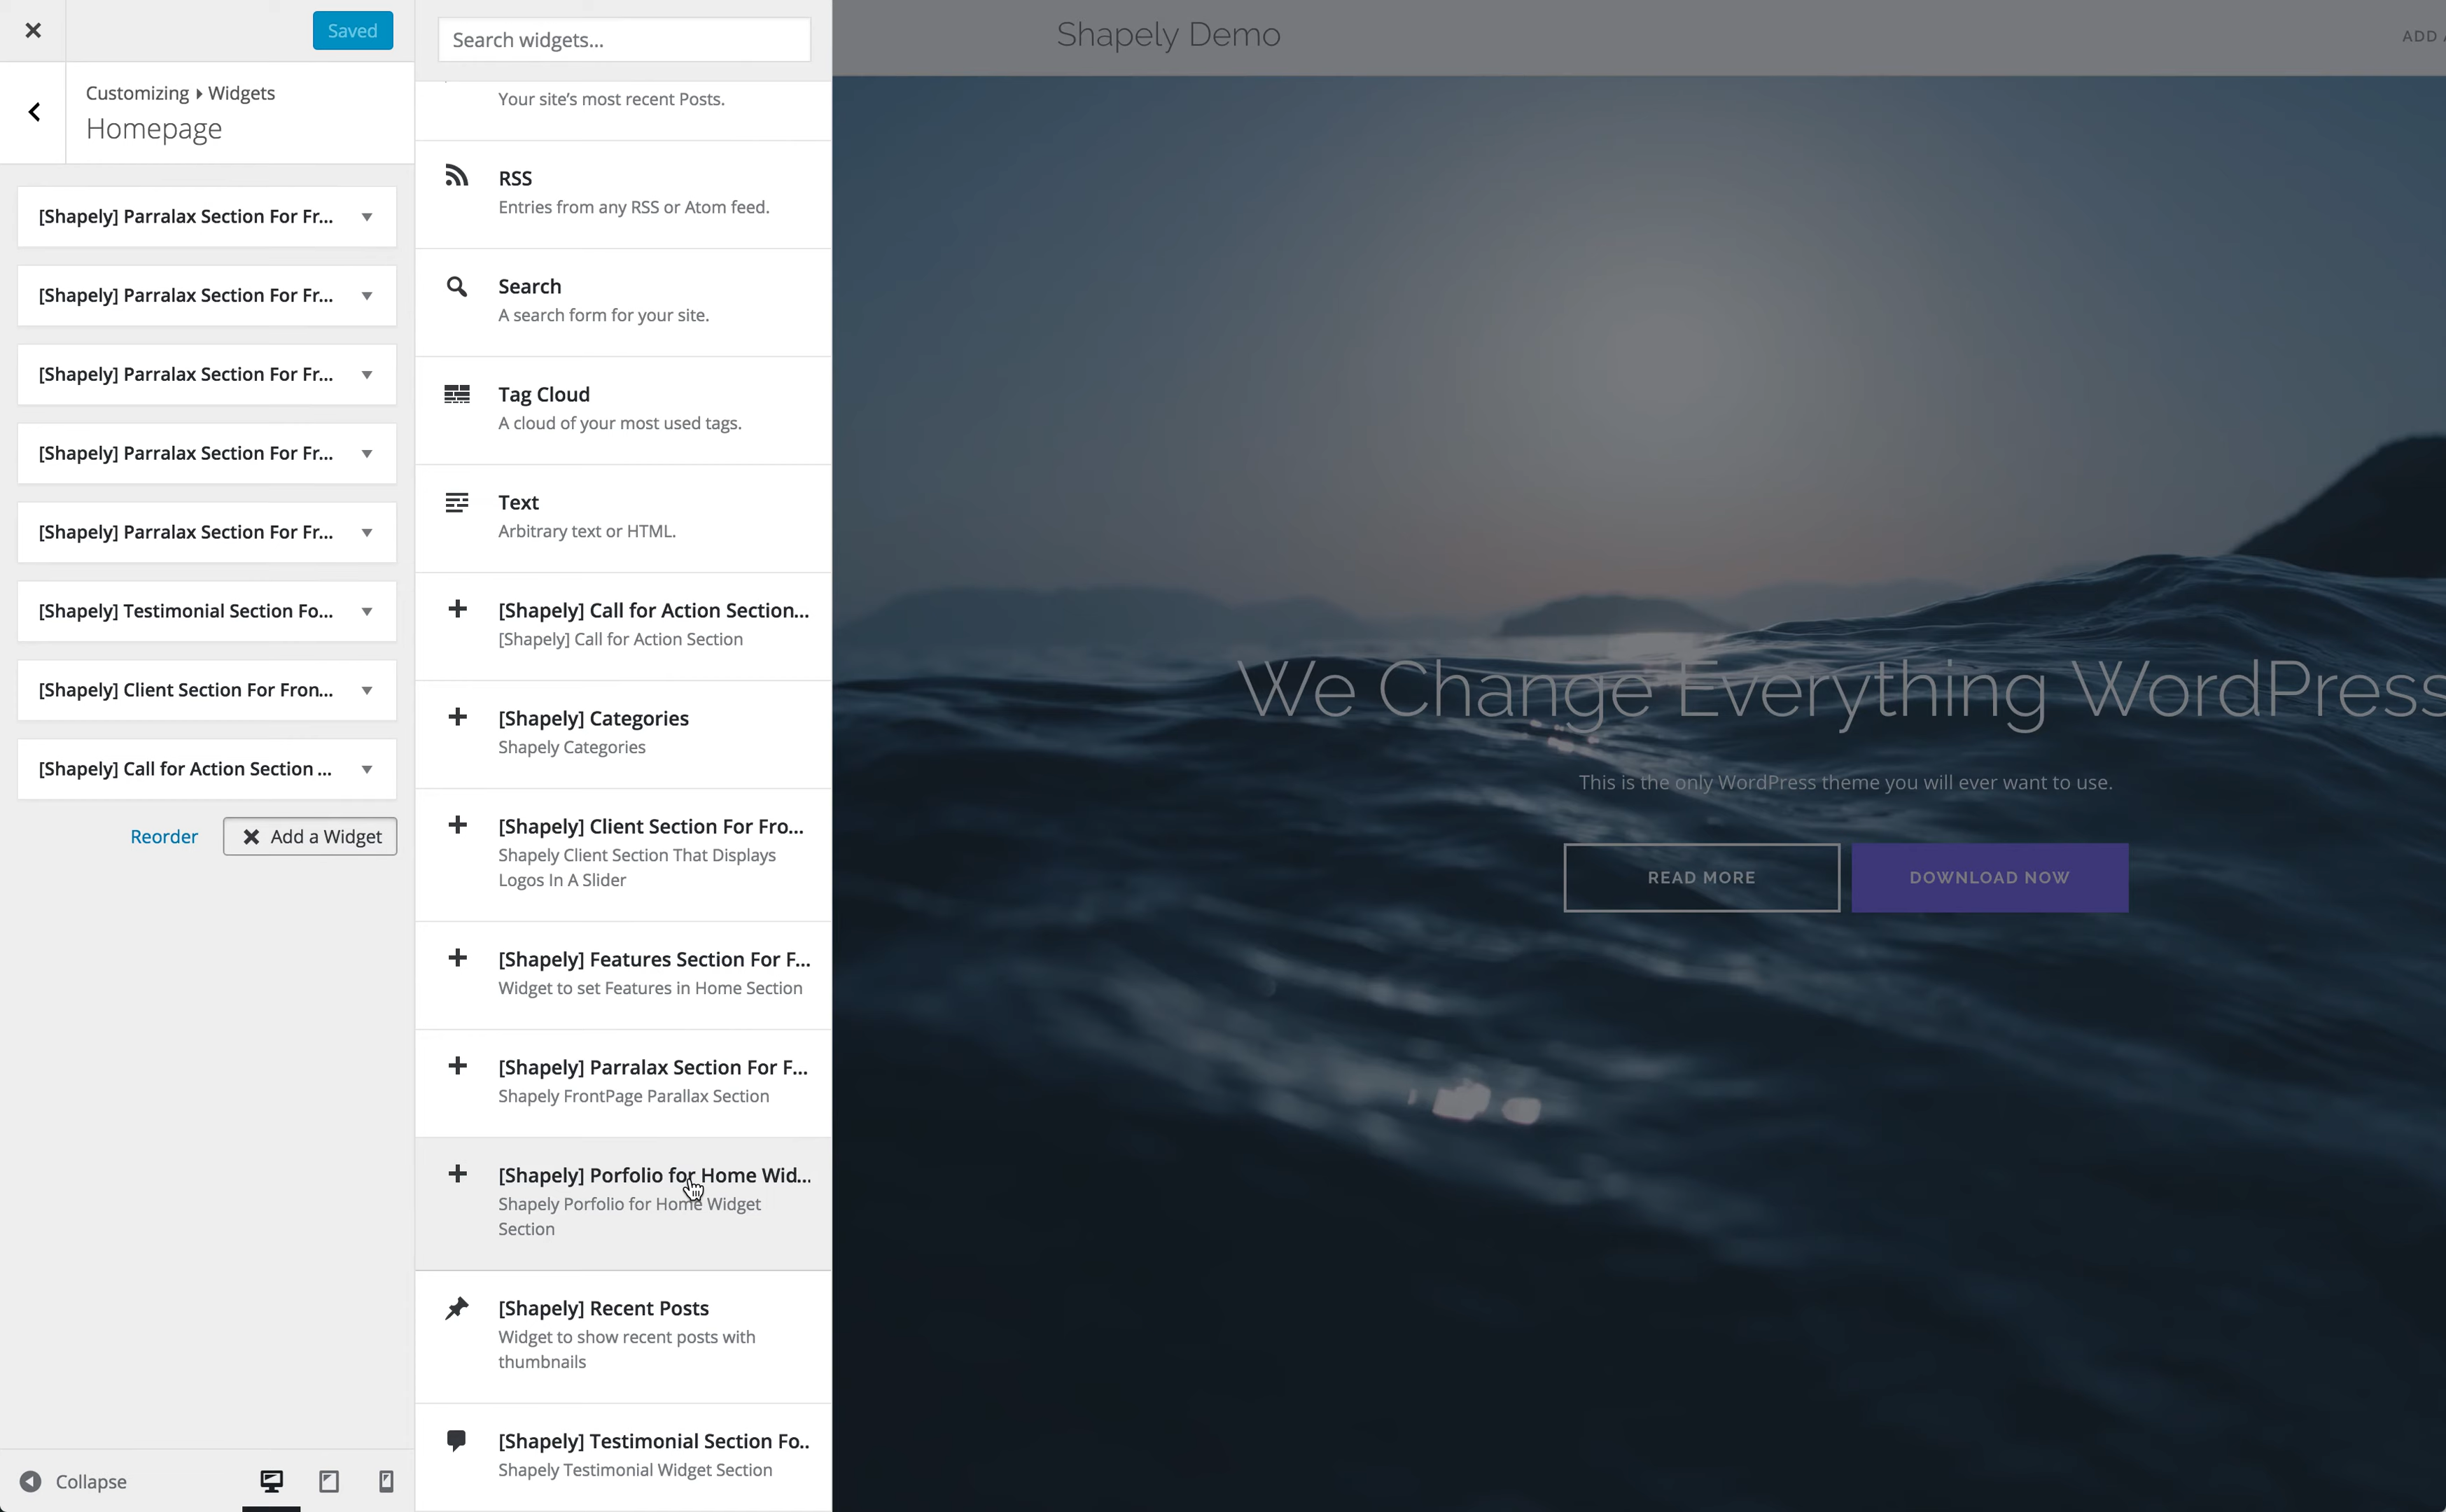 Saved
Customizing ▸ Widgets
Homepage
[Shapely] Parralax Section For Fr...
[Shapely] Parralax Section For Fr...
[Shapely] Parralax Section For Fr...
[Shapely] Parralax Section For Fr...
[Shapely] Parralax Section For Fr...
[Shapely] Testimonial Section Fo...
[Shapely] Client Section For Fron...
[Shapely] Call for Action Section ...
Reorder
Add a Widget
Collapse
Search widgets...
Your site's most recent Posts.
RSS
Entries from any RSS or Atom feed.
Search
A search form for your site.
Tag Cloud
A cloud of your most used tags.
Text
Arbitrary text or HTML.
[Shapely] Call for Action Section...
[Shapely] Call for Action Section
[Shapely] Categories
Shapely Categories
[Shapely] Client Section For Fro...
Shapely Client Section That Displays
Logos In A Slider
[Shapely] Features Section For F...
Widget to set Features in Home Section
[Shapely] Parralax Section For F...
Shapely FrontPage Parallax Section
[Shapely] Porfolio for Home Wid...
Shapely Porfolio for Home Widget
Section
[Shapely] Recent Posts
Widget to show recent posts with
thumbnails
[Shapely] Testimonial Section Fo..
Shapely Testimonial Widget Section
Shapely Demo
ADD
We Change Everything WordPress
This is the only WordPress theme you will ever want to use.
READ MORE
DOWNLOAD NOW